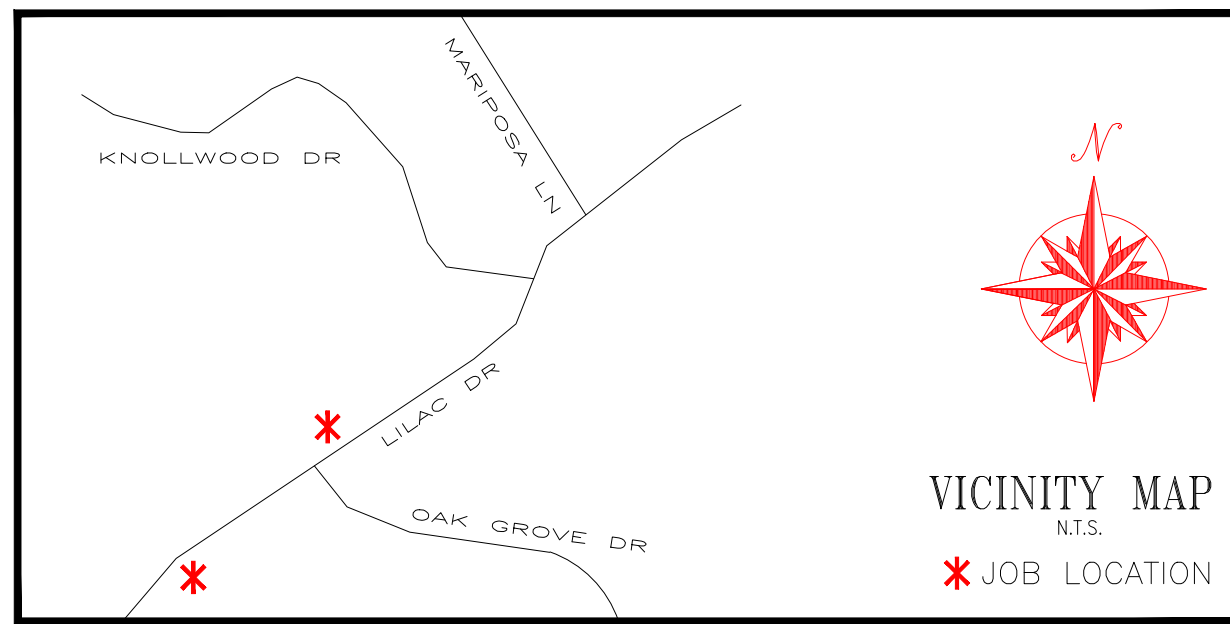 MARIPOSA LN
KNOLLWOOD DR
N
LILAC DR
OAK GROVE DR
VICINITY MAP
N.T.S.
JOB LOCATION